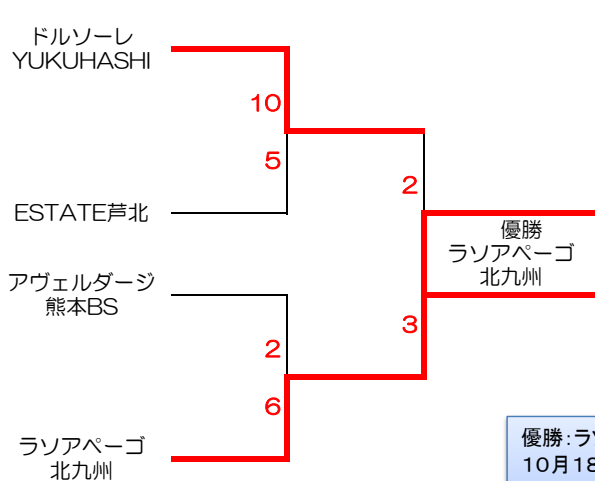 ドルソーレ
YUKUHASHI
10
5
ESTATE芦北
2
優勝
ラソアペーゴ
北九州
アヴェルダージ
熊本BS
3
2
6
ラソアペーゴ
北九州
優勝:ラ
10月18